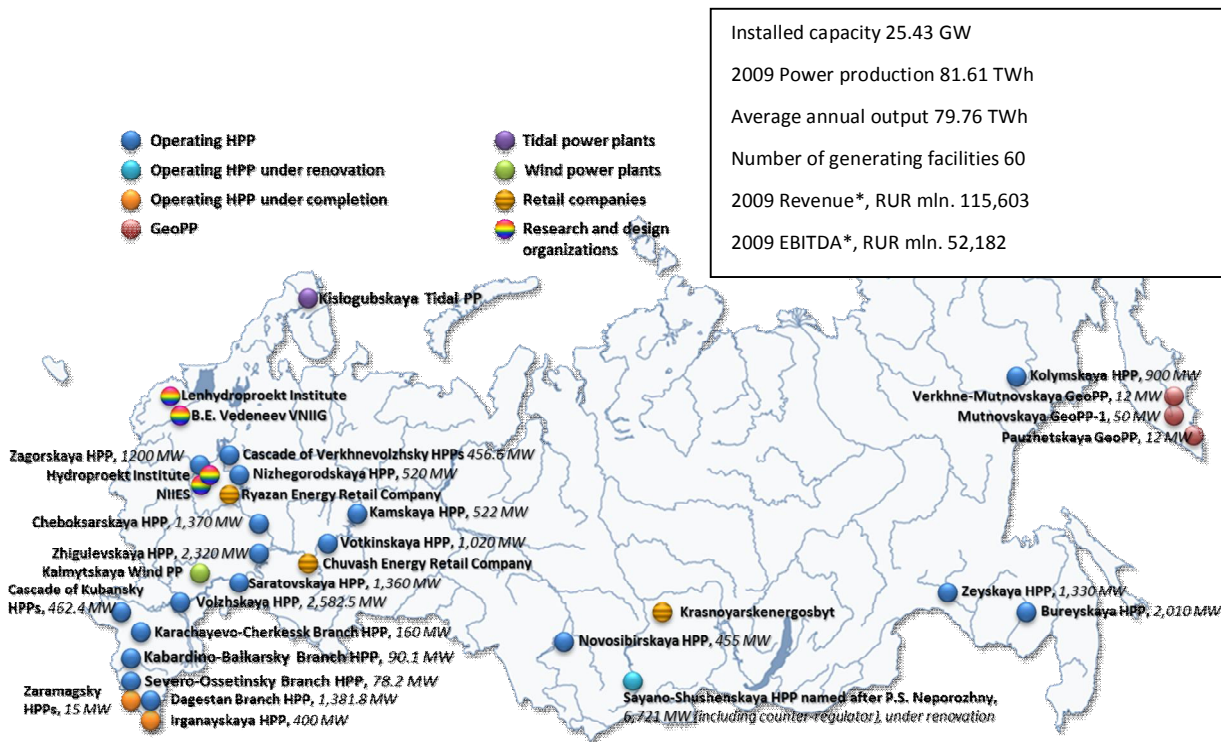 Installed capacity 25.43 GW
2009 Power production 81.61 TWh
Average annual output 79.76 TWh
Number of generating facilities 60
2009 Revenue*, RUR mln. 115,603
2009 EBITDA*, RUR mln. 52,182
Operating HPP
Operating HPP under renovation
Operating HPP under completion
GeoPP
Tidal power plants
Wind power plants
Retail companies
Research and design
organizations
Kislogubskaya Tidal PP
Lenhydroproekt Institute
B.E. Vedeneev VNIIG
Kolymskaya HPP, 900 MW
Verkhne-Mutnovskaya GeoPP, 12 MW
Mutnovskaya GeoPP-1, 50 MW
Pauzhetskaya GeoPP, 12 MW
Zagorskaya HPP, 1200 MW
Cascade of Verkhnevolzhsky HPPs 456.6 MW
Hydroproekt Institute
Nizhegorodskaya HPP, 520 MW
NIIES
Ryazan Energy Retail Company
Cheboksarskaya HPP, 1,370 MW
Kamskaya HPP, 522 MW
Votkinskaya HPP, 1,020 MW
Zhigulevskaya HPP, 2,320 MW
Chuvash Energy Retail Company
Kalmytskaya Wind PP
Saratovskaya HPP, 1,360 MW
Cascade of Kubansky
HPPs, 462.4 MW
Volzhskaya HPP, 2,582.5 MW
Zeyskaya HPP, 1,330 MW
Bureyskaya HPP, 2,010 MW
Krasnoyarskenergosbyt
Karachayevo-Cherkessk Branch HPP, 160 MW
Novosibirskaya HPP, 455 MW
Kabardino-Balkarsky Branch HPP, 90.1 MW
Severo-Ossetinsky Branch HPP, 78.2 MW
Zaramagsky
HPPs, 15 MW
Dagestan Branch HPP, 1,381.8 MW
Irganayskaya HPP, 400 MW
Sayano-Shushenskaya HPP named after P.S. Neporozhny,
6,721 MW (including counter-regulator), under renovation